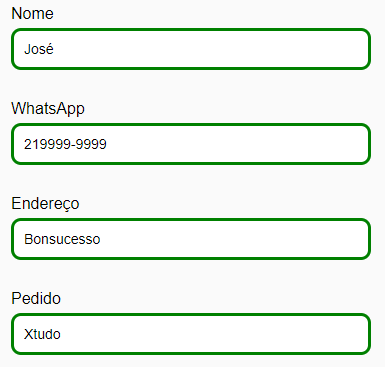 Nome
José
WhatsApp
219999-9999
Endereço
Bonsucesso
Pedido
Xtudo